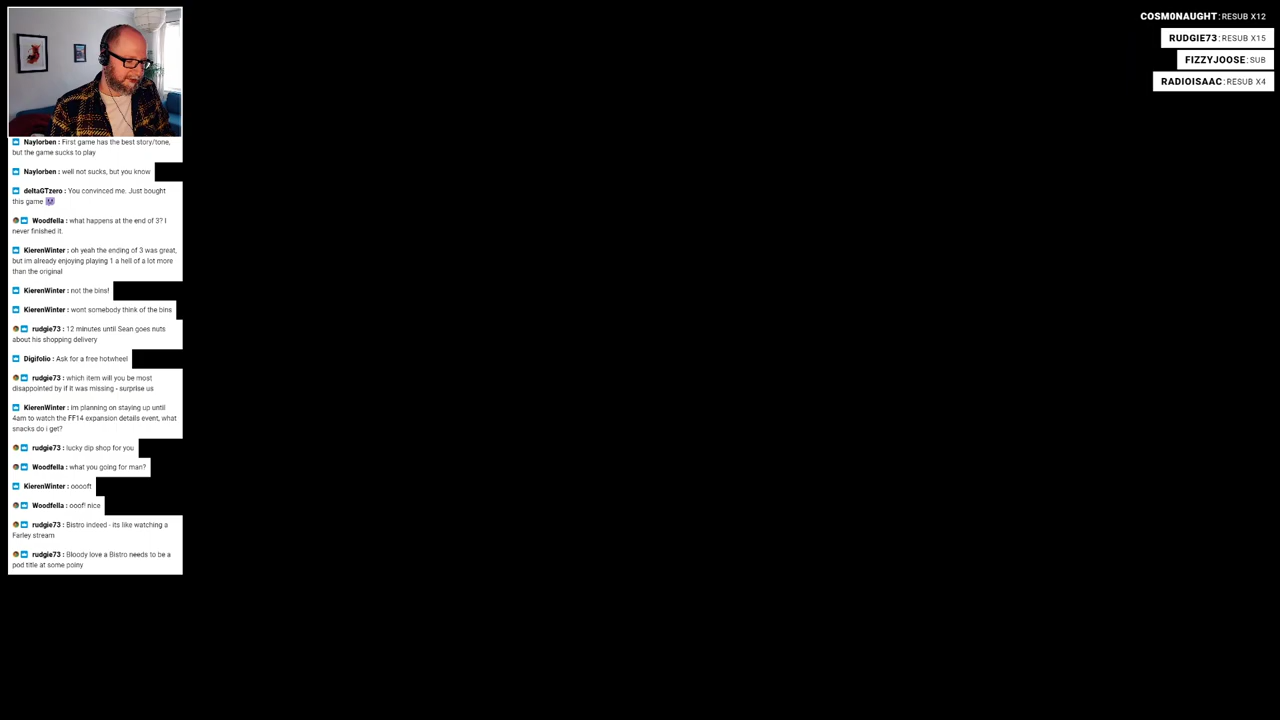 COSM0NAUGHT: RESUB X12
RUDGIE73: RESUB X15
FIZZYJOOSE: SUB
RADIOISAAC: RESUB X4
Naylorben : First game has the best story/tone,
but the game sucks to play
Naylorben : well not sucks, but you know
deltaGTzero : You convinced me. Just bought
this game
Woodfella : what happens at the end of 3? I
never finished it.
KierenWinter : oh yeah the ending of 3 was great,
but im already enjoying playing 1 a hell of a lot more
than the original
KierenWinter : not the bins!
KierenWinter : wont somebody think of the bins
rudgie73 : 12 minutes until Sean goes nuts
about his shopping delivery
Digifolio : Ask for a free hotwheel
rudgie73 : which item will you be most
disappointed by if it was missing - surprise us
KierenWinter : im planning on staying up until
4am to watch the FF14 expansion details event, what
snacks do i get?
rudgie73 : lucky dip shop for you
Woodfella : what you going for man?
KierenWinter : ooooft
Woodfella : ooof! nice
rudgie73 : Bistro indeed - its like watching a
Farley stream
rudgie73 : Bloody love a Bistro needs to be a
pod title at some poiny